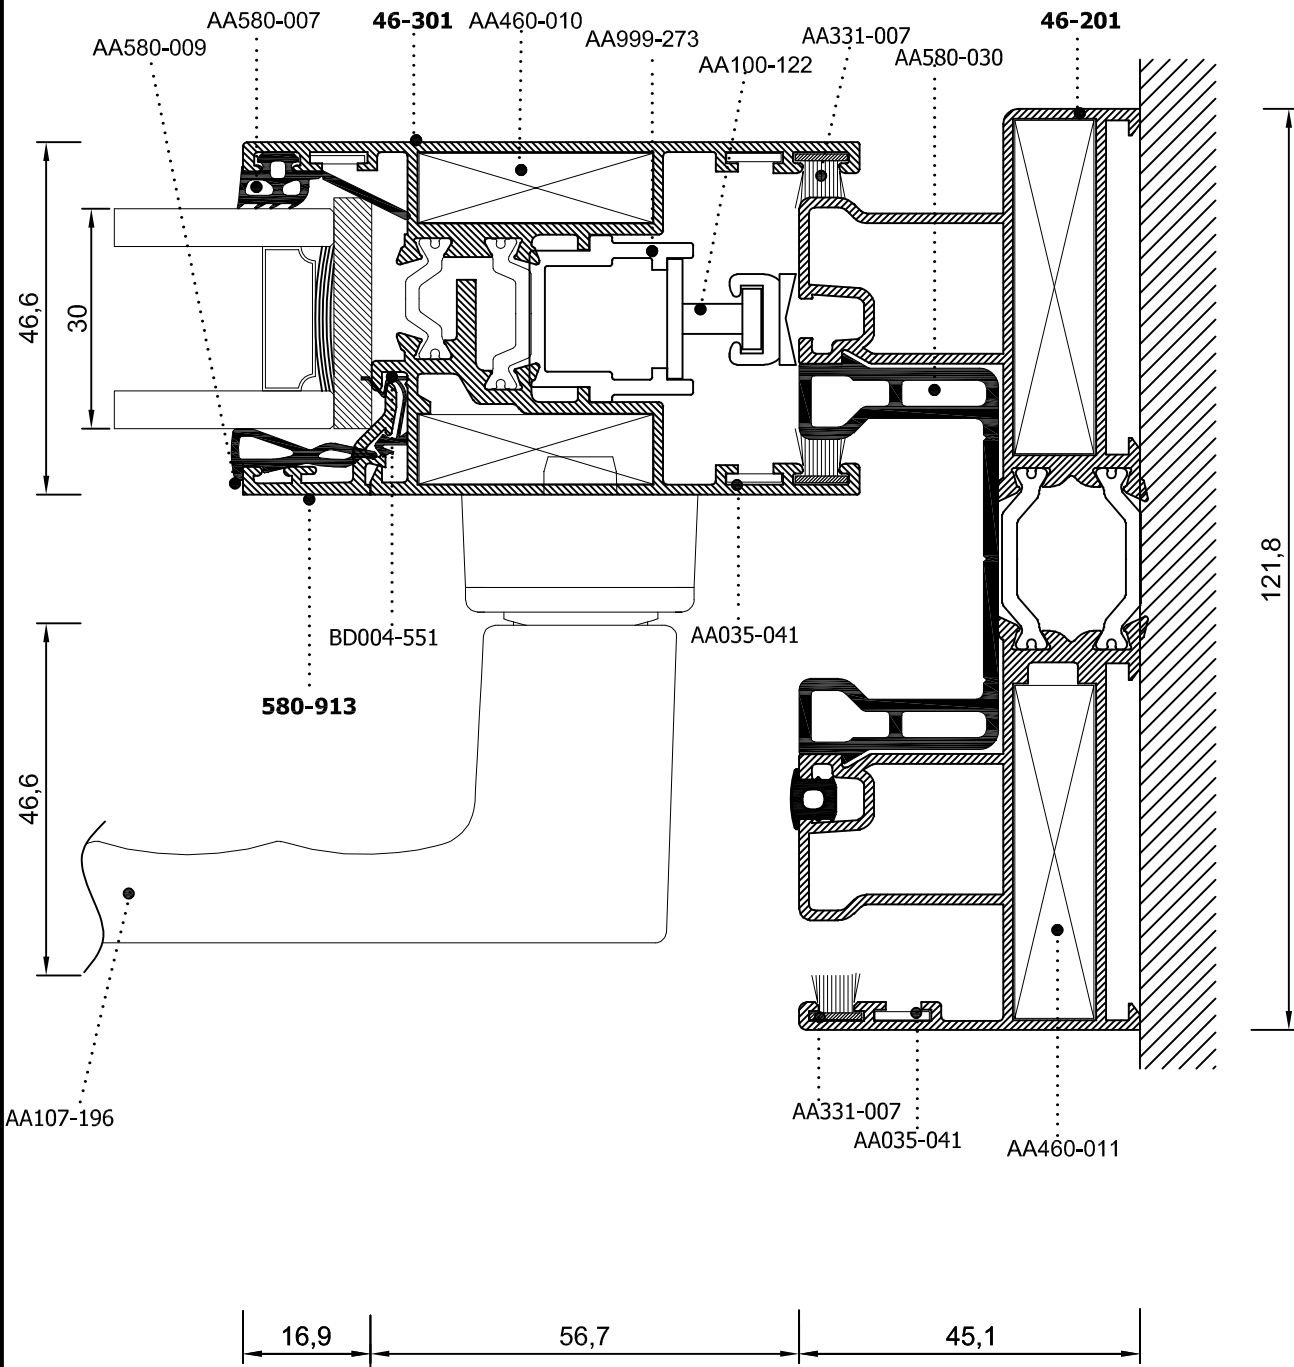 AA580-007
46-301
AA460-010
46-201
AA999-273
AA331-007
AA580-009
AA580-030
AA100-122
46,6
30
121,8
BD004-551
AA035-041
580-913
46,6
AA107-196
AA331-007
AA035-041
AA460-011
16,9
56,7
45,1